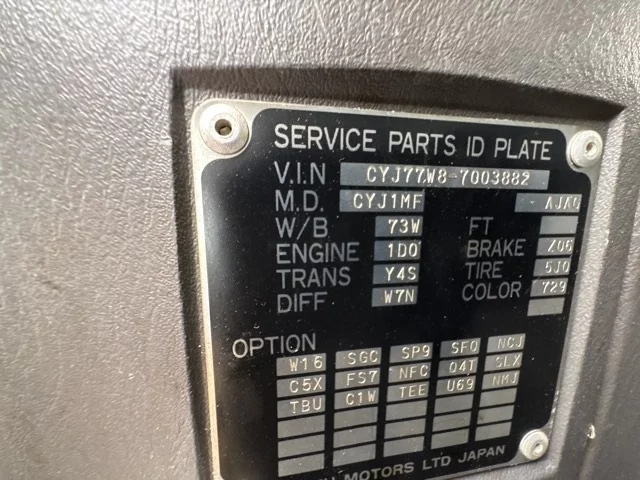 SERVICE PARTS ID PLATE
V.I.N CYJ77W8-7003882
M.D. CYJ1MF
W/B 73W FT
ENGINE 1D0 BRAKE Z06
TRANS Y4S TIRE 5J0
DIFF W7N COLOR 729
OPTION
W16 SGC SP9 SFQ NCJ
C5X FS7 NFC 04T SLX
TBU C1W TEE U69 NMJ
MOTORS LTD JAPAN